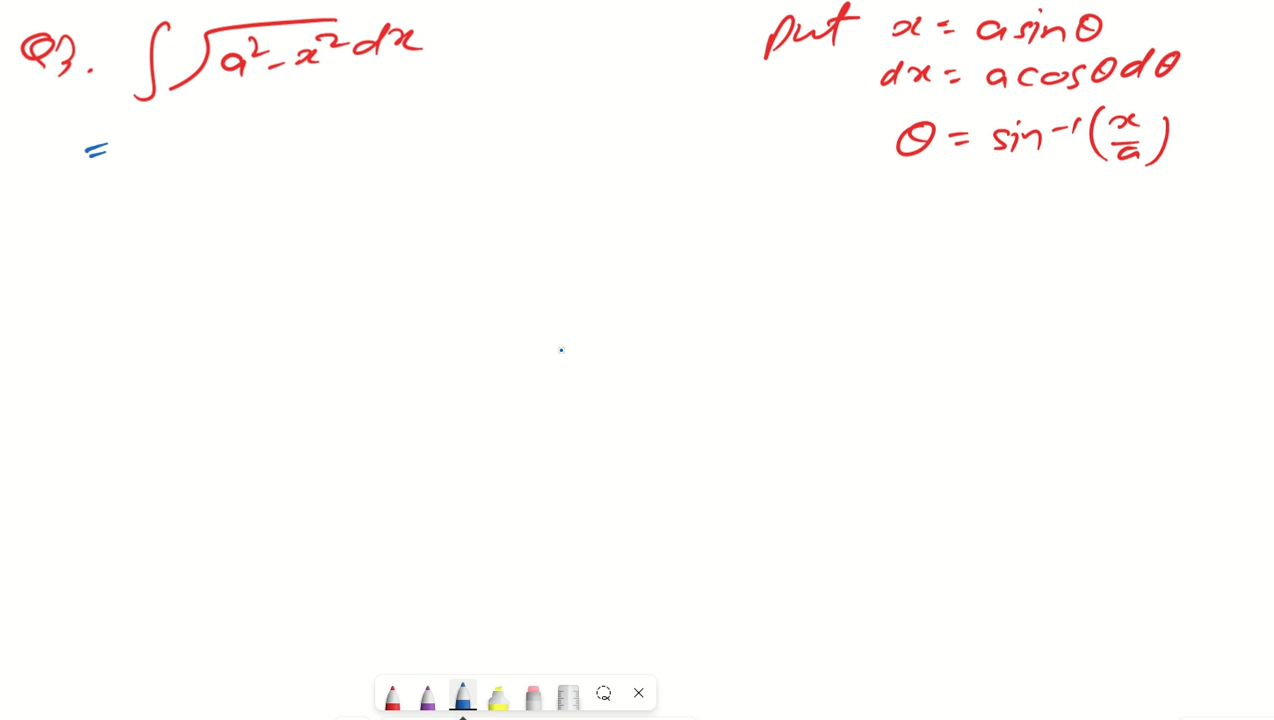 Q3. ∫√(a²-x²) dx
put x = a sinθ
dx = a cosθ dθ
θ = sin⁻¹(x/a)
=